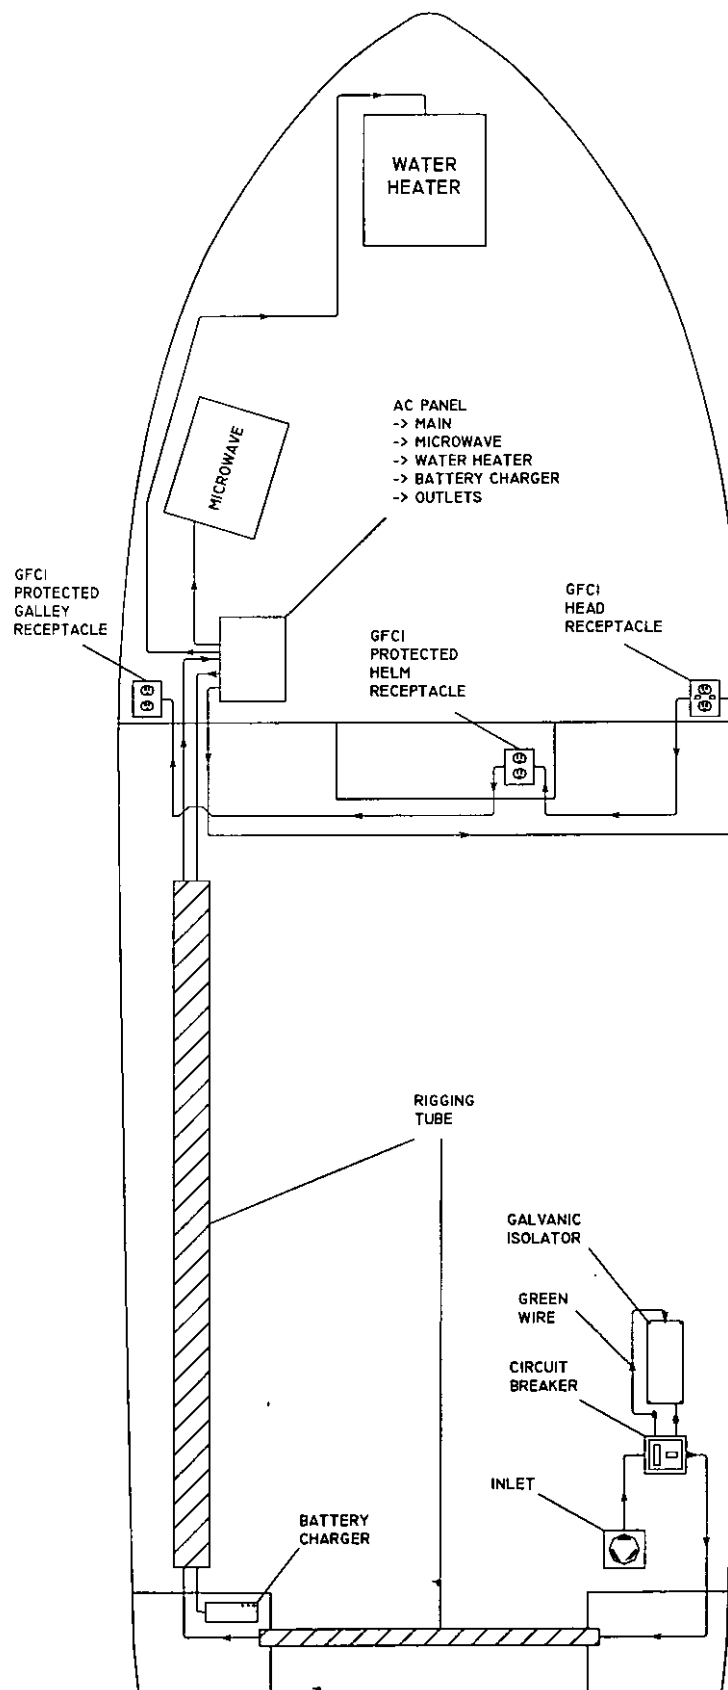 WATER
HEATER
MICROWAVE
AC PANEL
-> MAIN
-> MICROWAVE
-> WATER HEATER
-> BATTERY CHARGER
-> OUTLETS
GFCI
PROTECTED
GALLEY
RECEPTACLE
GFCI
PROTECTED
HELM
RECEPTACLE
GFCI
HEAD
RECEPTACLE
RIGGING
TUBE
GALVANIC
ISOLATOR
GREEN
WIRE
CIRCUIT
BREAKER
INLET
BATTERY
CHARGER